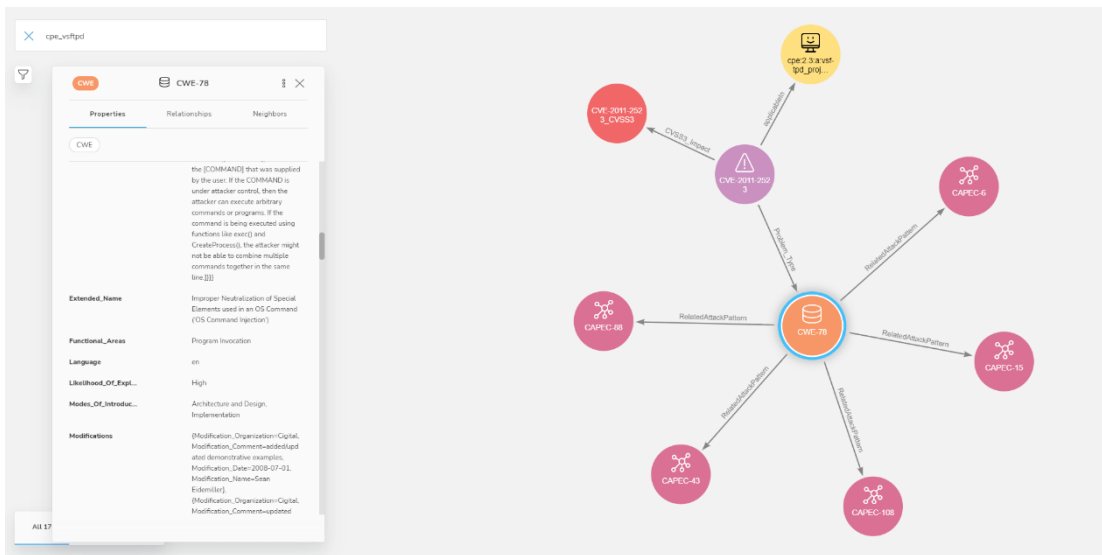 cpe_vsftpd
CWE
CWE-78
Properties
Relationships
Neighbors
CWE
the [COMMAND] that was supplied
by the user. If the COMMAND is
under attacker control, then the
attacker can execute arbitrary
commands or programs. If the
command is being executed using
functions like exec() and
CreateProcess(), the attacker might
not be able to combine multiple
commands together in the same
line.]}]}
Extended_Name
Improper Neutralization of Special
Elements used in an OS Command
('OS Command Injection')
Functional_Areas
Program Invocation
Language
en
Likelihood_Of_Expl...
High
Modes_Of_Introduc...
Architecture and Design,
Implementation
Modifications
{Modification_Organization=Cigital,
Modification_Comment=added/upd
ated demonstrative examples,
Modification_Date=2008-07-01,
Modification_Name=Sean
Eidemiller},
{Modification_Organization=Cigital,
Modification_Comment=updated
All 17
cpe:2.3:a:vsf-
tpd_proj...
applicableIn
CVE-2011-252
3_CVSS3
CVSS3_Impact
CVE-2011-252
3
Problem_Type
CAPEC-6
RelatedAttackPattern
CAPEC-88
RelatedAttackPattern
CWE-78
RelatedAttackPattern
CAPEC-15
RelatedAttackPattern
RelatedAttackPattern
CAPEC-43
CAPEC-108